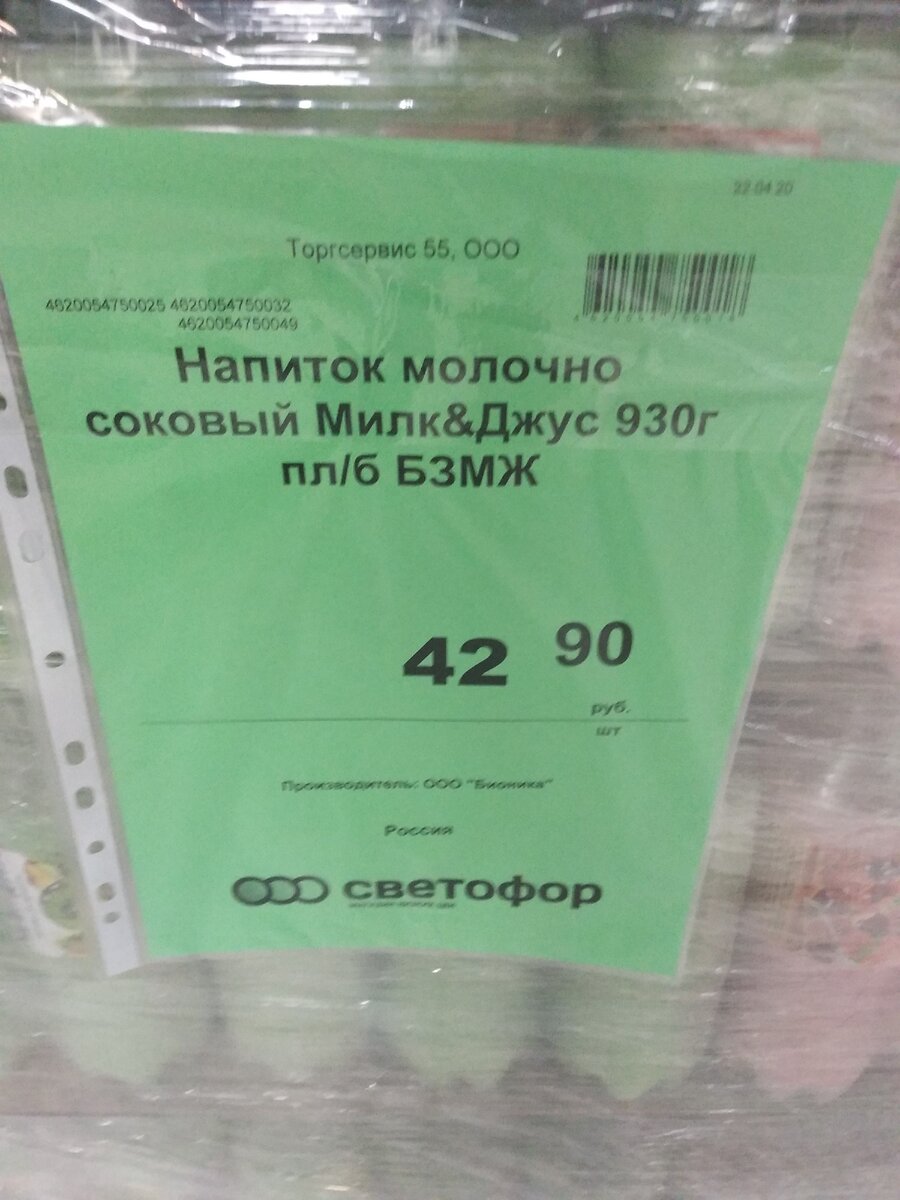 22-04-20
Торгсервис 55, ООО
4620054750025 4620054750032
4620054750049
Напиток молочно
соковый Милк&Джус 930г
пл/б БЗМЖ
42 90
руб.
шт
Производитель: ООО "Бионика"
Россия
светофор